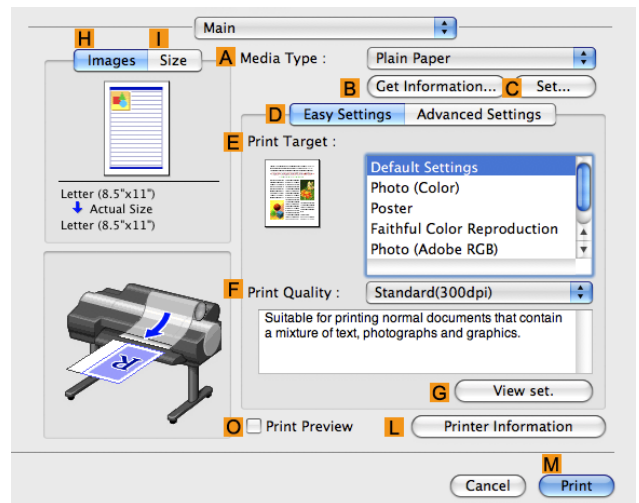 Main
H
I
Images Size
A Media Type : Plain Paper
B Get Information... C Set...
D Easy Settings Advanced Settings
E Print Target :
Default Settings
Photo (Color)
Poster
Faithful Color Reproduction
Photo (Adobe RGB)
Letter (8.5"x11")
Actual Size
Letter (8.5"x11")
F Print Quality : Standard(300dpi)
Suitable for printing normal documents that contain
a mixture of text, photographs and graphics.
R
G View set.
O Print Preview L Printer Information
M
Cancel Print